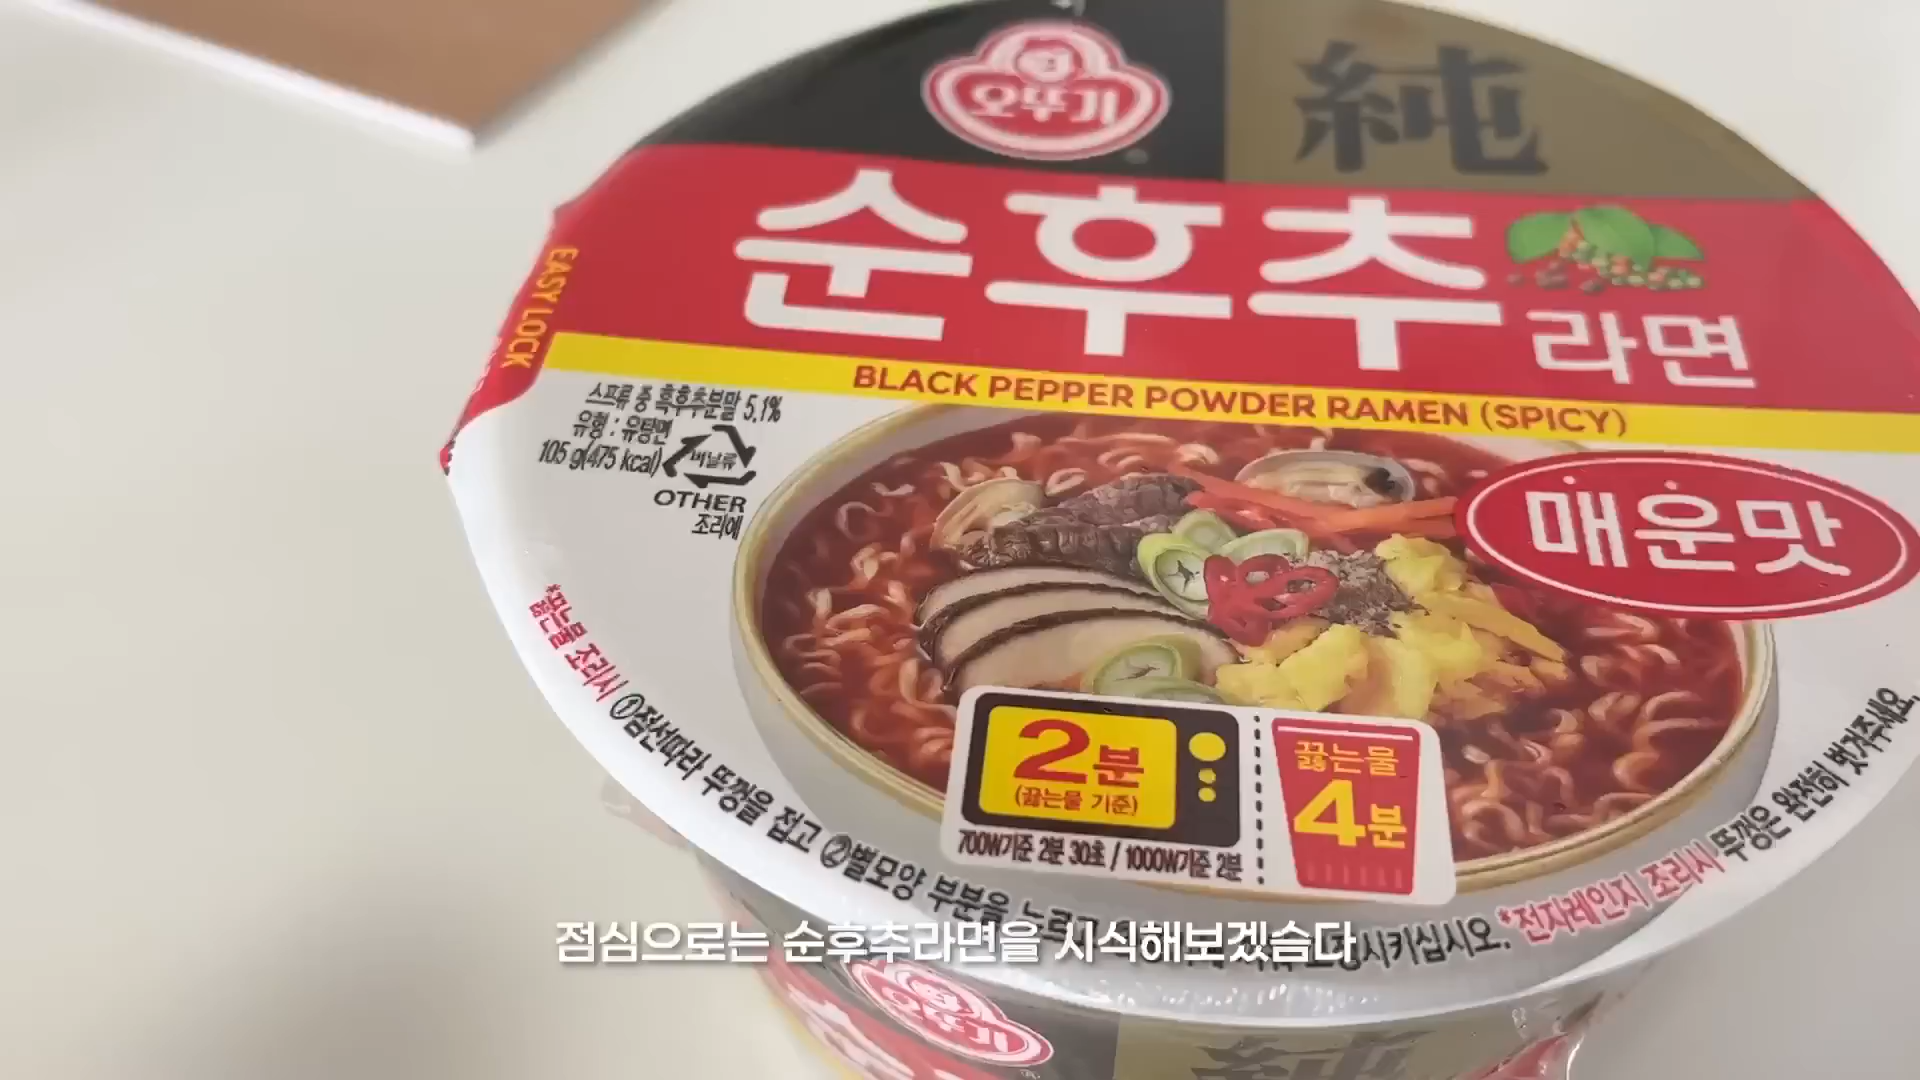 오뚜기
純
순후추
라면
BLACK PEPPER POWDER RAMEN (SPICY)
EASY LOCK
스프류 중 흑후추분말 5.1%
유형 : 유탕면
105 g(475 kcal)
비닐류
OTHER
조리예
매운맛
2분
(끓는물 기준)
700W기준 2분 30초 / 1000W기준 2분
끓는물
4분
*끓는물 조리시 ①점선따라 뚜껑을 접고 ②별모양 부분을 누르고
시키십시오. *전자레인지 조리시 뚜껑은 완전히 벗겨주세요.
점심으로는 순후추라면을 시식해보겠슴다
오뚜기
純